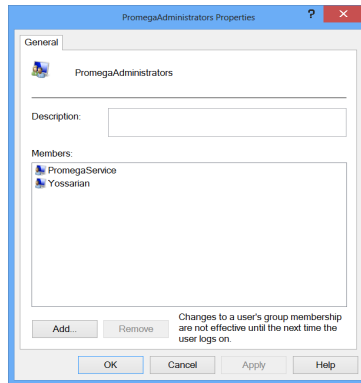 PromegaAdministrators Properties
? ×
General
PromegaAdministrators
Description:
Members:
PromegaService
Yossarian
Changes to a user's group membership
are not effective until the next time the
user logs on.
Add...
Remove
OK
Cancel
Apply
Help